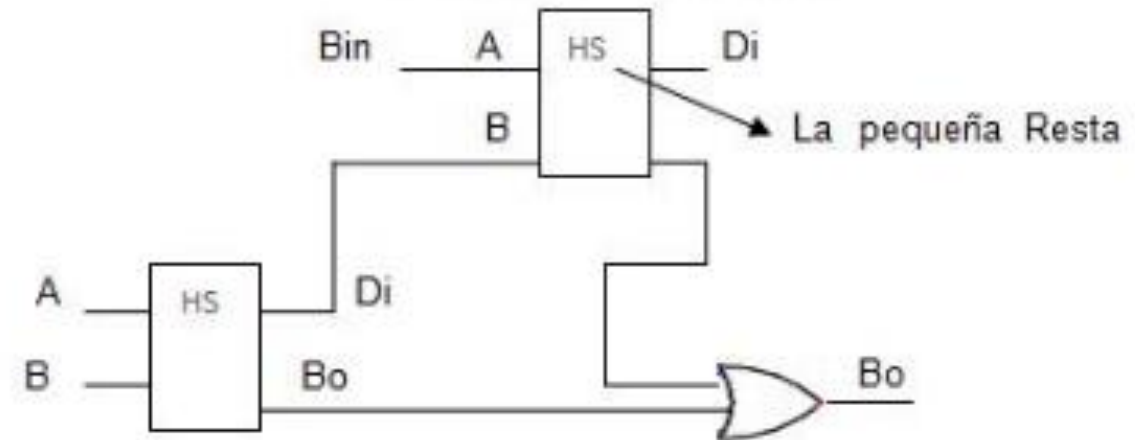 Bin A HS Di
B La pequeña Resta
A HS Di
B Bo Bo